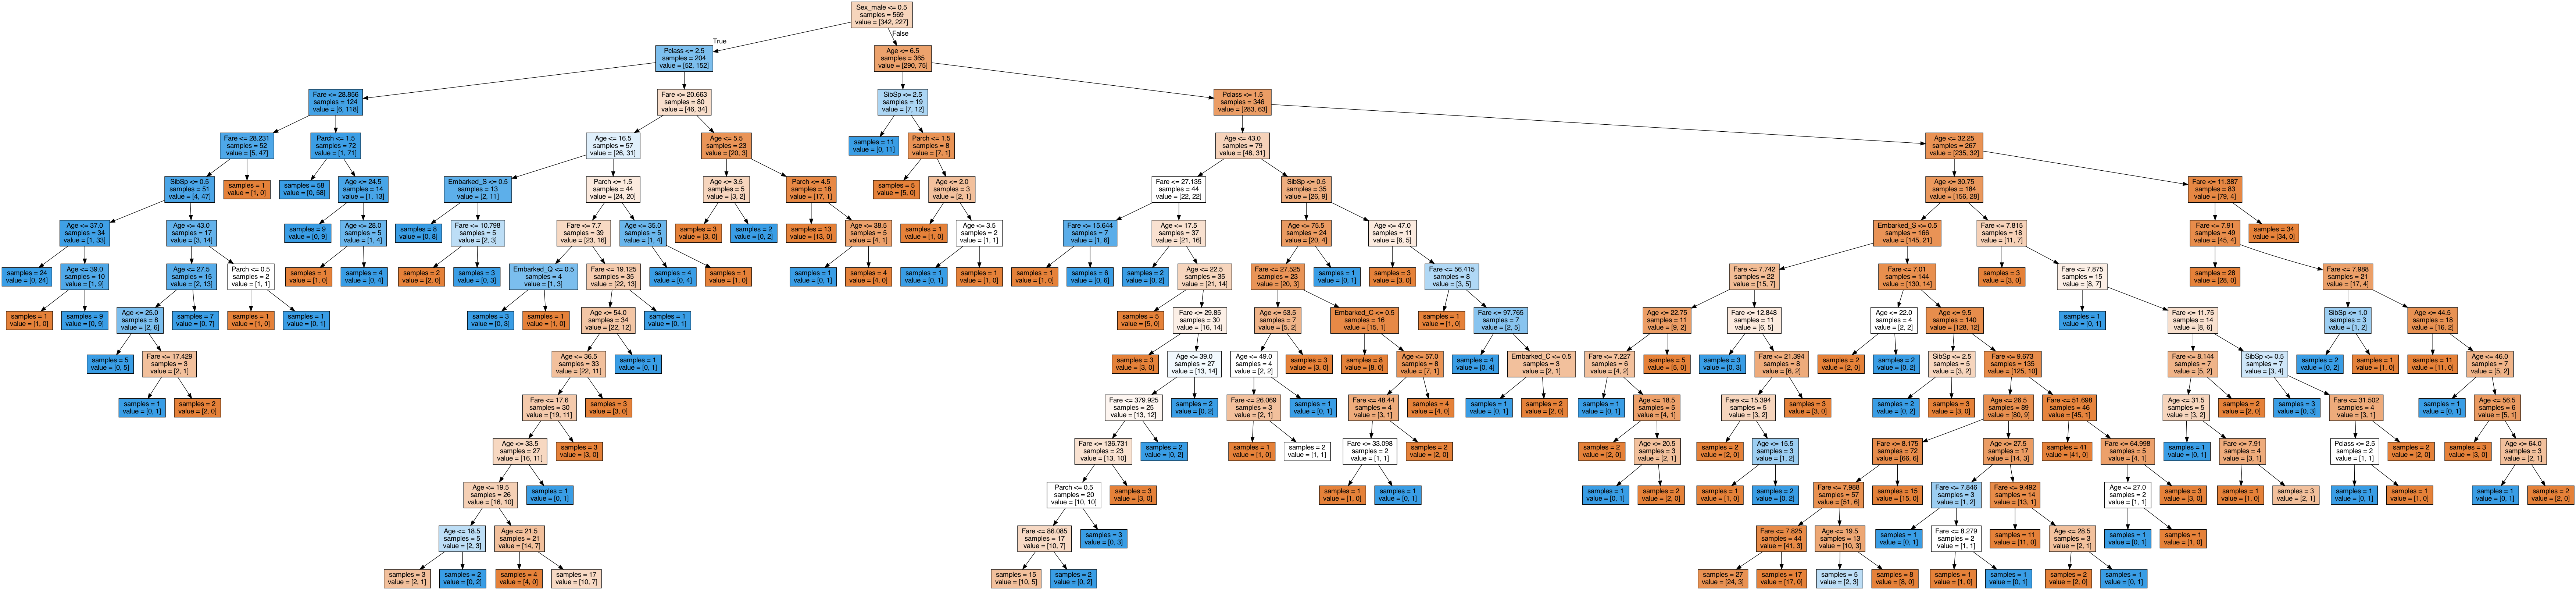 Sex_male <= 0.5
samples = 569
value = [342, 227]
True
False
Pclass <= 2.5
samples = 204
value = [52, 152]
Age <= 6.5
samples = 365
value = [290, 75]
Fare <= 28.856
samples = 124
value = [6, 118]
Fare <= 20.663
samples = 80
value = [46, 34]
SibSp <= 2.5
samples = 19
value = [7, 12]
Pclass <= 1.5
samples = 346
value = [283, 63]
Fare <= 28.231
samples = 52
value = [5, 47]
Parch <= 1.5
samples = 72
value = [1, 71]
Age <= 16.5
samples = 57
value = [26, 31]
Age <= 5.5
samples = 23
value = [20, 3]
samples = 11
value = [0, 11]
Parch <= 1.5
samples = 8
value = [7, 1]
Age <= 43.0
samples = 79
value = [48, 31]
Age <= 32.25
samples = 267
value = [235, 32]
SibSp <= 0.5
samples = 51
value = [4, 47]
samples = 1
value = [1, 0]
samples = 58
value = [0, 58]
Age <= 24.5
samples = 14
value = [1, 13]
Embarked_S <= 0.5
samples = 13
value = [2, 11]
Parch <= 1.5
samples = 44
value = [24, 20]
Age <= 3.5
samples = 5
value = [3, 2]
Parch <= 4.5
samples = 18
value = [17, 1]
samples = 5
value = [5, 0]
Age <= 2.0
samples = 3
value = [2, 1]
Fare <= 27.135
samples = 44
value = [22, 22]
SibSp <= 0.5
samples = 35
value = [26, 9]
Age <= 30.75
samples = 184
value = [156, 28]
Fare <= 11.387
samples = 83
value = [79, 4]
Age <= 37.0
samples = 34
value = [1, 33]
Age <= 43.0
samples = 17
value = [3, 14]
samples = 9
value = [0, 9]
Age <= 28.0
samples = 5
value = [1, 4]
samples = 8
value = [0, 8]
Fare <= 10.798
samples = 5
value = [2, 3]
Fare <= 7.7
samples = 39
value = [23, 16]
Age <= 35.0
samples = 5
value = [1, 4]
samples = 3
value = [3, 0]
samples = 2
value = [0, 2]
samples = 13
value = [13, 0]
Age <= 38.5
samples = 5
value = [4, 1]
samples = 1
value = [1, 0]
Age <= 3.5
samples = 2
value = [1, 1]
Fare <= 15.644
samples = 7
value = [1, 6]
Age <= 17.5
samples = 37
value = [21, 16]
Age <= 75.5
samples = 24
value = [20, 4]
Age <= 47.0
samples = 11
value = [6, 5]
Embarked_S <= 0.5
samples = 166
value = [145, 21]
Fare <= 7.815
samples = 18
value = [11, 7]
Fare <= 7.91
samples = 49
value = [45, 4]
samples = 34
value = [34, 0]
samples = 24
value = [0, 24]
Age <= 39.0
samples = 10
value = [1, 9]
Age <= 27.5
samples = 15
value = [2, 13]
Parch <= 0.5
samples = 2
value = [1, 1]
samples = 1
value = [1, 0]
samples = 4
value = [0, 4]
samples = 2
value = [2, 0]
samples = 3
value = [0, 3]
Embarked_Q <= 0.5
samples = 4
value = [1, 3]
Fare <= 19.125
samples = 35
value = [22, 13]
samples = 4
value = [0, 4]
samples = 1
value = [1, 0]
samples = 1
value = [0, 1]
samples = 4
value = [4, 0]
samples = 1
value = [0, 1]
samples = 1
value = [1, 0]
samples = 1
value = [1, 0]
samples = 6
value = [0, 6]
samples = 2
value = [0, 2]
Age <= 22.5
samples = 35
value = [21, 14]
Fare <= 27.525
samples = 23
value = [20, 3]
samples = 1
value = [0, 1]
samples = 3
value = [3, 0]
Fare <= 56.415
samples = 8
value = [3, 5]
Fare <= 7.742
samples = 22
value = [15, 7]
Fare <= 7.01
samples = 144
value = [130, 14]
samples = 3
value = [3, 0]
Fare <= 7.875
samples = 15
value = [8, 7]
samples = 28
value = [28, 0]
Fare <= 7.988
samples = 21
value = [17, 4]
samples = 1
value = [1, 0]
samples = 9
value = [0, 9]
Age <= 25.0
samples = 8
value = [2, 6]
samples = 7
value = [0, 7]
samples = 1
value = [1, 0]
samples = 1
value = [0, 1]
samples = 3
value = [0, 3]
samples = 1
value = [1, 0]
Age <= 54.0
samples = 34
value = [22, 12]
samples = 1
value = [0, 1]
samples = 5
value = [5, 0]
Fare <= 29.85
samples = 30
value = [16, 14]
Age <= 53.5
samples = 7
value = [5, 2]
Embarked_C <= 0.5
samples = 16
value = [15, 1]
samples = 1
value = [1, 0]
Fare <= 97.765
samples = 7
value = [2, 5]
Age <= 22.75
samples = 11
value = [9, 2]
Fare <= 12.848
samples = 11
value = [6, 5]
Age <= 22.0
samples = 4
value = [2, 2]
Age <= 9.5
samples = 140
value = [128, 12]
samples = 1
value = [0, 1]
Fare <= 11.75
samples = 14
value = [8, 6]
SibSp <= 1.0
samples = 3
value = [1, 2]
Age <= 44.5
samples = 18
value = [16, 2]
samples = 5
value = [0, 5]
Fare <= 17.429
samples = 3
value = [2, 1]
Age <= 36.5
samples = 33
value = [22, 11]
samples = 1
value = [0, 1]
samples = 3
value = [3, 0]
Age <= 39.0
samples = 27
value = [13, 14]
Age <= 49.0
samples = 4
value = [2, 2]
samples = 3
value = [3, 0]
samples = 8
value = [8, 0]
Age <= 57.0
samples = 8
value = [7, 1]
samples = 4
value = [0, 4]
Embarked_C <= 0.5
samples = 3
value = [2, 1]
Fare <= 7.227
samples = 6
value = [4, 2]
samples = 5
value = [5, 0]
samples = 3
value = [0, 3]
Fare <= 21.394
samples = 8
value = [6, 2]
samples = 2
value = [2, 0]
samples = 2
value = [0, 2]
SibSp <= 2.5
samples = 5
value = [3, 2]
Fare <= 9.673
samples = 135
value = [125, 10]
Fare <= 8.144
samples = 7
value = [5, 2]
SibSp <= 0.5
samples = 7
value = [3, 4]
samples = 2
value = [0, 2]
samples = 1
value = [1, 0]
samples = 11
value = [11, 0]
Age <= 46.0
samples = 7
value = [5, 2]
samples = 1
value = [0, 1]
samples = 2
value = [2, 0]
Fare <= 17.6
samples = 30
value = [19, 11]
samples = 3
value = [3, 0]
Fare <= 379.925
samples = 25
value = [13, 12]
samples = 2
value = [0, 2]
Fare <= 26.069
samples = 3
value = [2, 1]
samples = 1
value = [0, 1]
Fare <= 48.44
samples = 4
value = [3, 1]
samples = 4
value = [4, 0]
samples = 1
value = [0, 1]
samples = 2
value = [2, 0]
samples = 1
value = [0, 1]
Age <= 18.5
samples = 5
value = [4, 1]
Fare <= 15.394
samples = 5
value = [3, 2]
samples = 3
value = [3, 0]
samples = 2
value = [0, 2]
samples = 3
value = [3, 0]
Age <= 26.5
samples = 89
value = [80, 9]
Fare <= 51.698
samples = 46
value = [45, 1]
Age <= 31.5
samples = 5
value = [3, 2]
samples = 2
value = [2, 0]
samples = 3
value = [0, 3]
Fare <= 31.502
samples = 4
value = [3, 1]
samples = 1
value = [0, 1]
Age <= 56.5
samples = 6
value = [5, 1]
Age <= 33.5
samples = 27
value = [16, 11]
samples = 3
value = [3, 0]
Fare <= 136.731
samples = 23
value = [13, 10]
samples = 2
value = [0, 2]
samples = 1
value = [1, 0]
samples = 2
value = [1, 1]
Fare <= 33.098
samples = 2
value = [1, 1]
samples = 2
value = [2, 0]
samples = 2
value = [2, 0]
Age <= 20.5
samples = 3
value = [2, 1]
samples = 2
value = [2, 0]
Age <= 15.5
samples = 3
value = [1, 2]
Fare <= 8.175
samples = 72
value = [66, 6]
Age <= 27.5
samples = 17
value = [14, 3]
samples = 41
value = [41, 0]
Fare <= 64.998
samples = 5
value = [4, 1]
samples = 1
value = [0, 1]
Fare <= 7.91
samples = 4
value = [3, 1]
Pclass <= 2.5
samples = 2
value = [1, 1]
samples = 2
value = [2, 0]
samples = 3
value = [3, 0]
Age <= 64.0
samples = 3
value = [2, 1]
Age <= 19.5
samples = 26
value = [16, 10]
samples = 1
value = [0, 1]
Parch <= 0.5
samples = 20
value = [10, 10]
samples = 3
value = [3, 0]
samples = 1
value = [1, 0]
samples = 1
value = [0, 1]
samples = 1
value = [0, 1]
samples = 2
value = [2, 0]
samples = 1
value = [1, 0]
samples = 2
value = [0, 2]
Fare <= 7.988
samples = 57
value = [51, 6]
samples = 15
value = [15, 0]
Fare <= 7.846
samples = 3
value = [1, 2]
Fare <= 9.492
samples = 14
value = [13, 1]
Age <= 27.0
samples = 2
value = [1, 1]
samples = 3
value = [3, 0]
samples = 1
value = [1, 0]
samples = 3
value = [2, 1]
samples = 1
value = [0, 1]
samples = 1
value = [1, 0]
samples = 1
value = [0, 1]
samples = 2
value = [2, 0]
Age <= 18.5
samples = 5
value = [2, 3]
Age <= 21.5
samples = 21
value = [14, 7]
Fare <= 86.085
samples = 17
value = [10, 7]
samples = 3
value = [0, 3]
Fare <= 7.825
samples = 44
value = [41, 3]
Age <= 19.5
samples = 13
value = [10, 3]
samples = 1
value = [0, 1]
Fare <= 8.279
samples = 2
value = [1, 1]
samples = 11
value = [11, 0]
Age <= 28.5
samples = 3
value = [2, 1]
samples = 1
value = [0, 1]
samples = 1
value = [1, 0]
samples = 3
value = [2, 1]
samples = 2
value = [0, 2]
samples = 4
value = [4, 0]
samples = 17
value = [10, 7]
samples = 15
value = [10, 5]
samples = 2
value = [0, 2]
samples = 27
value = [24, 3]
samples = 17
value = [17, 0]
samples = 5
value = [2, 3]
samples = 8
value = [8, 0]
samples = 1
value = [1, 0]
samples = 1
value = [0, 1]
samples = 2
value = [2, 0]
samples = 1
value = [0, 1]